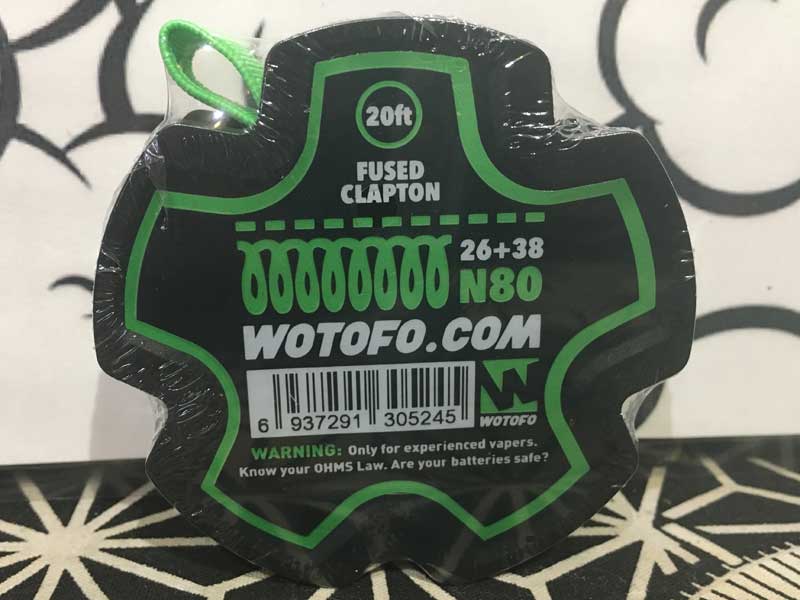 20ft
FUSED
CLAPTON
26+38
N80
WOTOFO.COM
6 937291 305245
WOTOFO
WARNING: Only for experienced vapers.
Know your OHMS Law. Are your batteries safe?